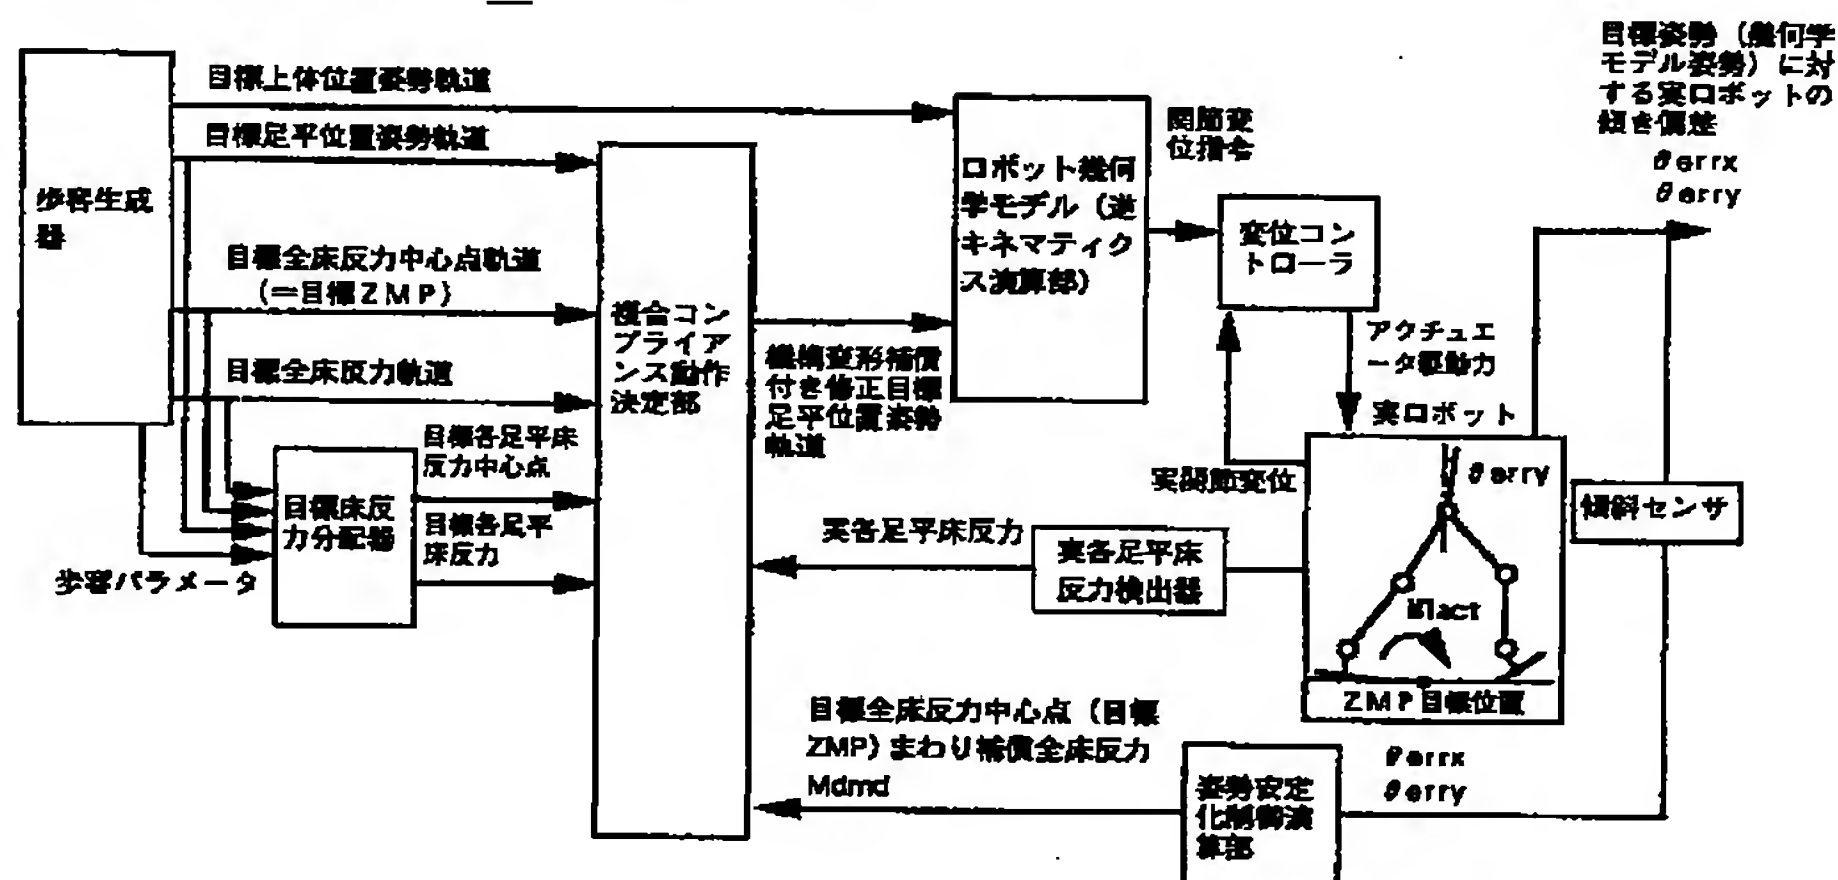 目標上体位置姿勢軌道
目標足平位置姿勢軌道
歩容生成
器
目標全床反力中心点軌道
(=目標ZMP)
目標全床反力軌道
目標各足平床
反力中心点
目標床反
力分配器
目標各足平
床反力
歩容パラメータ
複合コン
プライア
ンス動作
決定部
機構変形補償
付き修正目標
足平位置姿勢
軌道
ロボット幾何
学モデル(逆
キネマティク
ス演算部)
関節変
位指令
変位コン
トローラ
アクチュエ
ータ駆動力
実ロボット
実関節変位
目標姿勢(幾何学
モデル姿勢)に対
する実ロボットの
傾き偏差
θerrx
θerry
θerry
Mact
ZMP目標位置
傾斜センサ
実各足平床反力
実各足平床
反力検出器
目標全床反力中心点(目標
ZMP)まわり補償全床反力
Mdmd
姿勢安定
化制御演
算部
θerrx
θerry